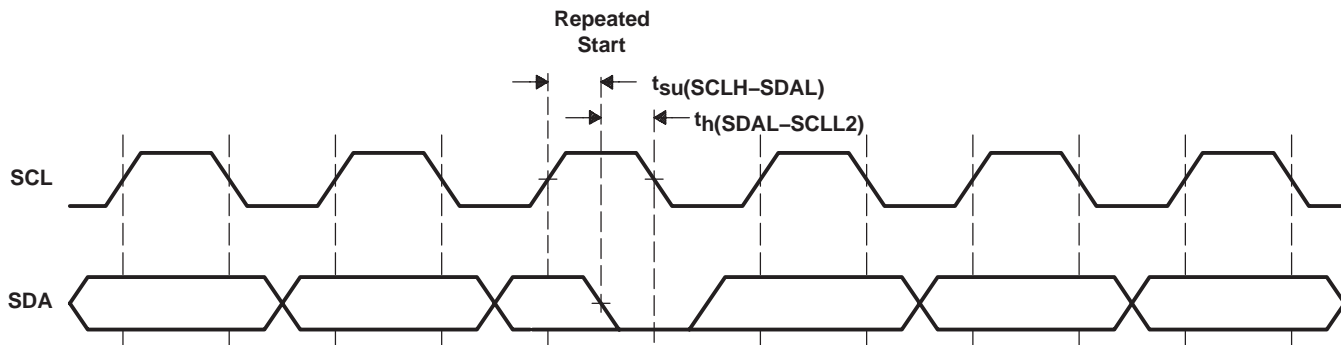 Repeated
Start
tsu(SCLH–SDAL)
th(SDAL–SCLL2)
SCL
SDA